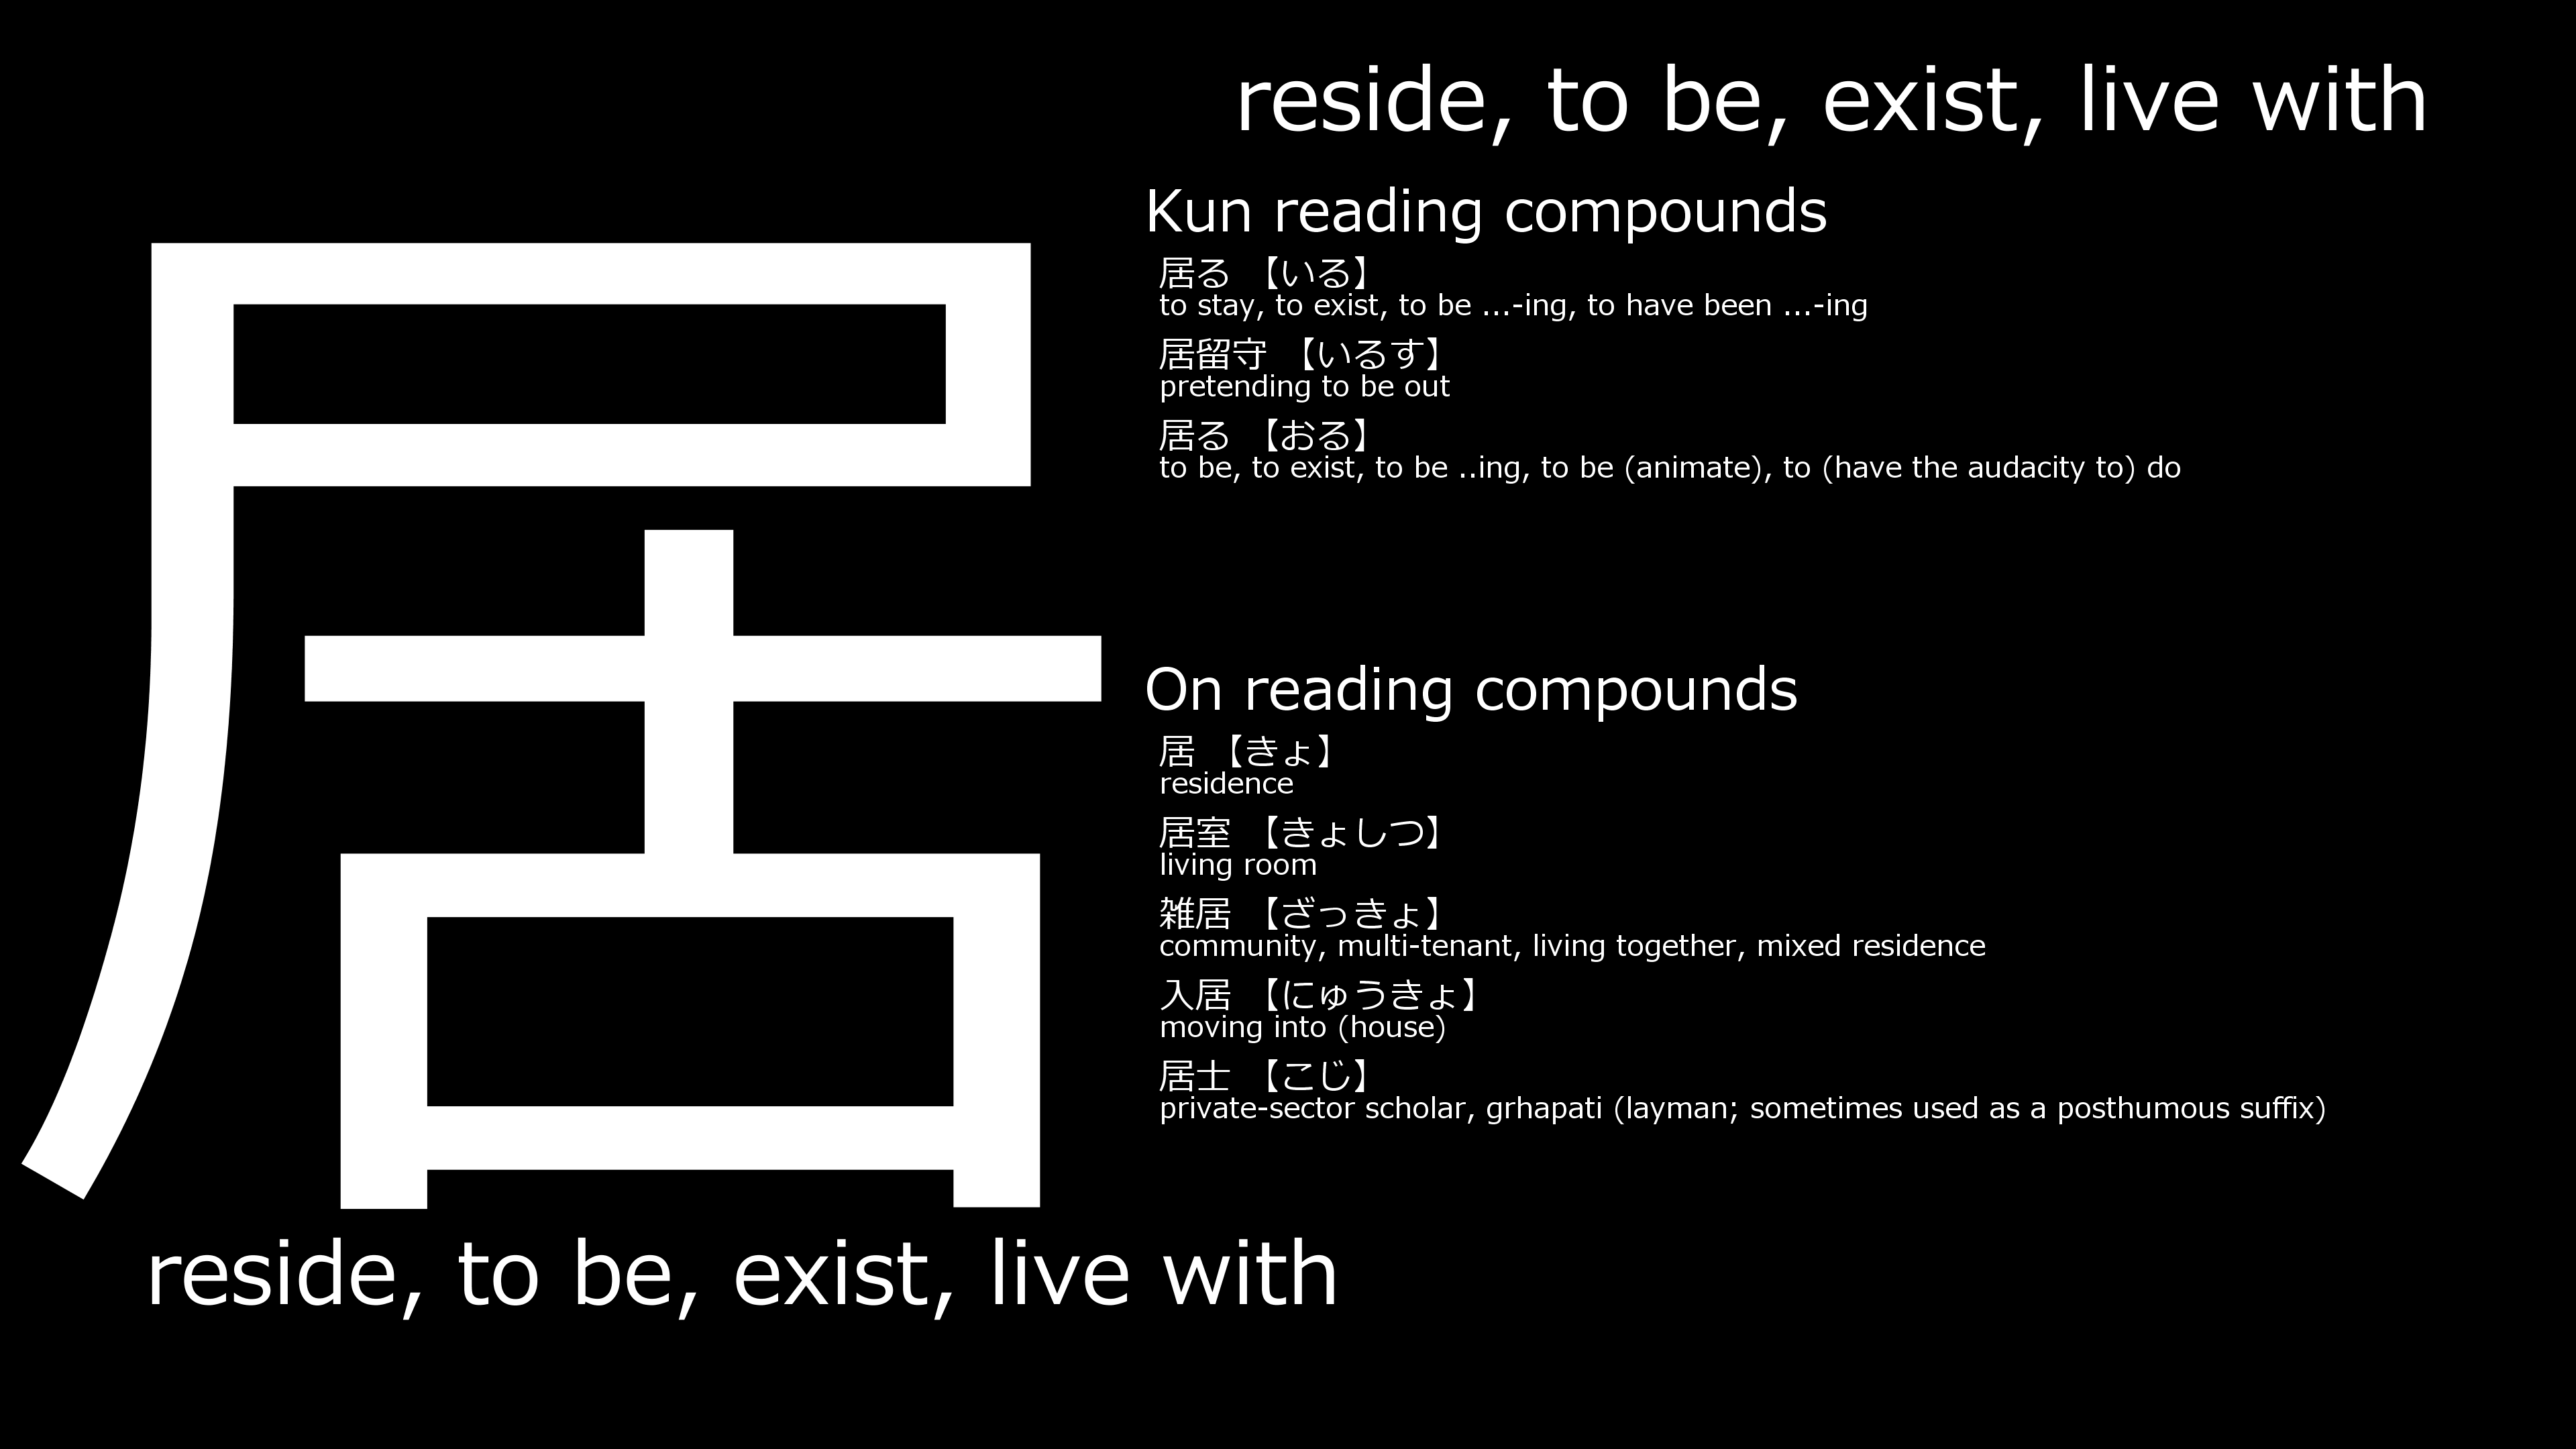 居
reside, to be, exist, live with
reside, to be, exist, live with
Kun reading compounds
居る 【いる】
to stay, to exist, to be ...-ing, to have been ...-ing
居留守 【いるす】
pretending to be out
居る 【おる】
to be, to exist, to be ..ing, to be (animate), to (have the audacity to) do
On reading compounds
居 【きょ】
residence
居室 【きょしつ】
living room
雑居 【ざっきょ】
community, multi-tenant, living together, mixed residence
入居 【にゅうきょ】
moving into (house)
居士 【こじ】
private-sector scholar, grhapati (layman; sometimes used as a posthumous suffix)